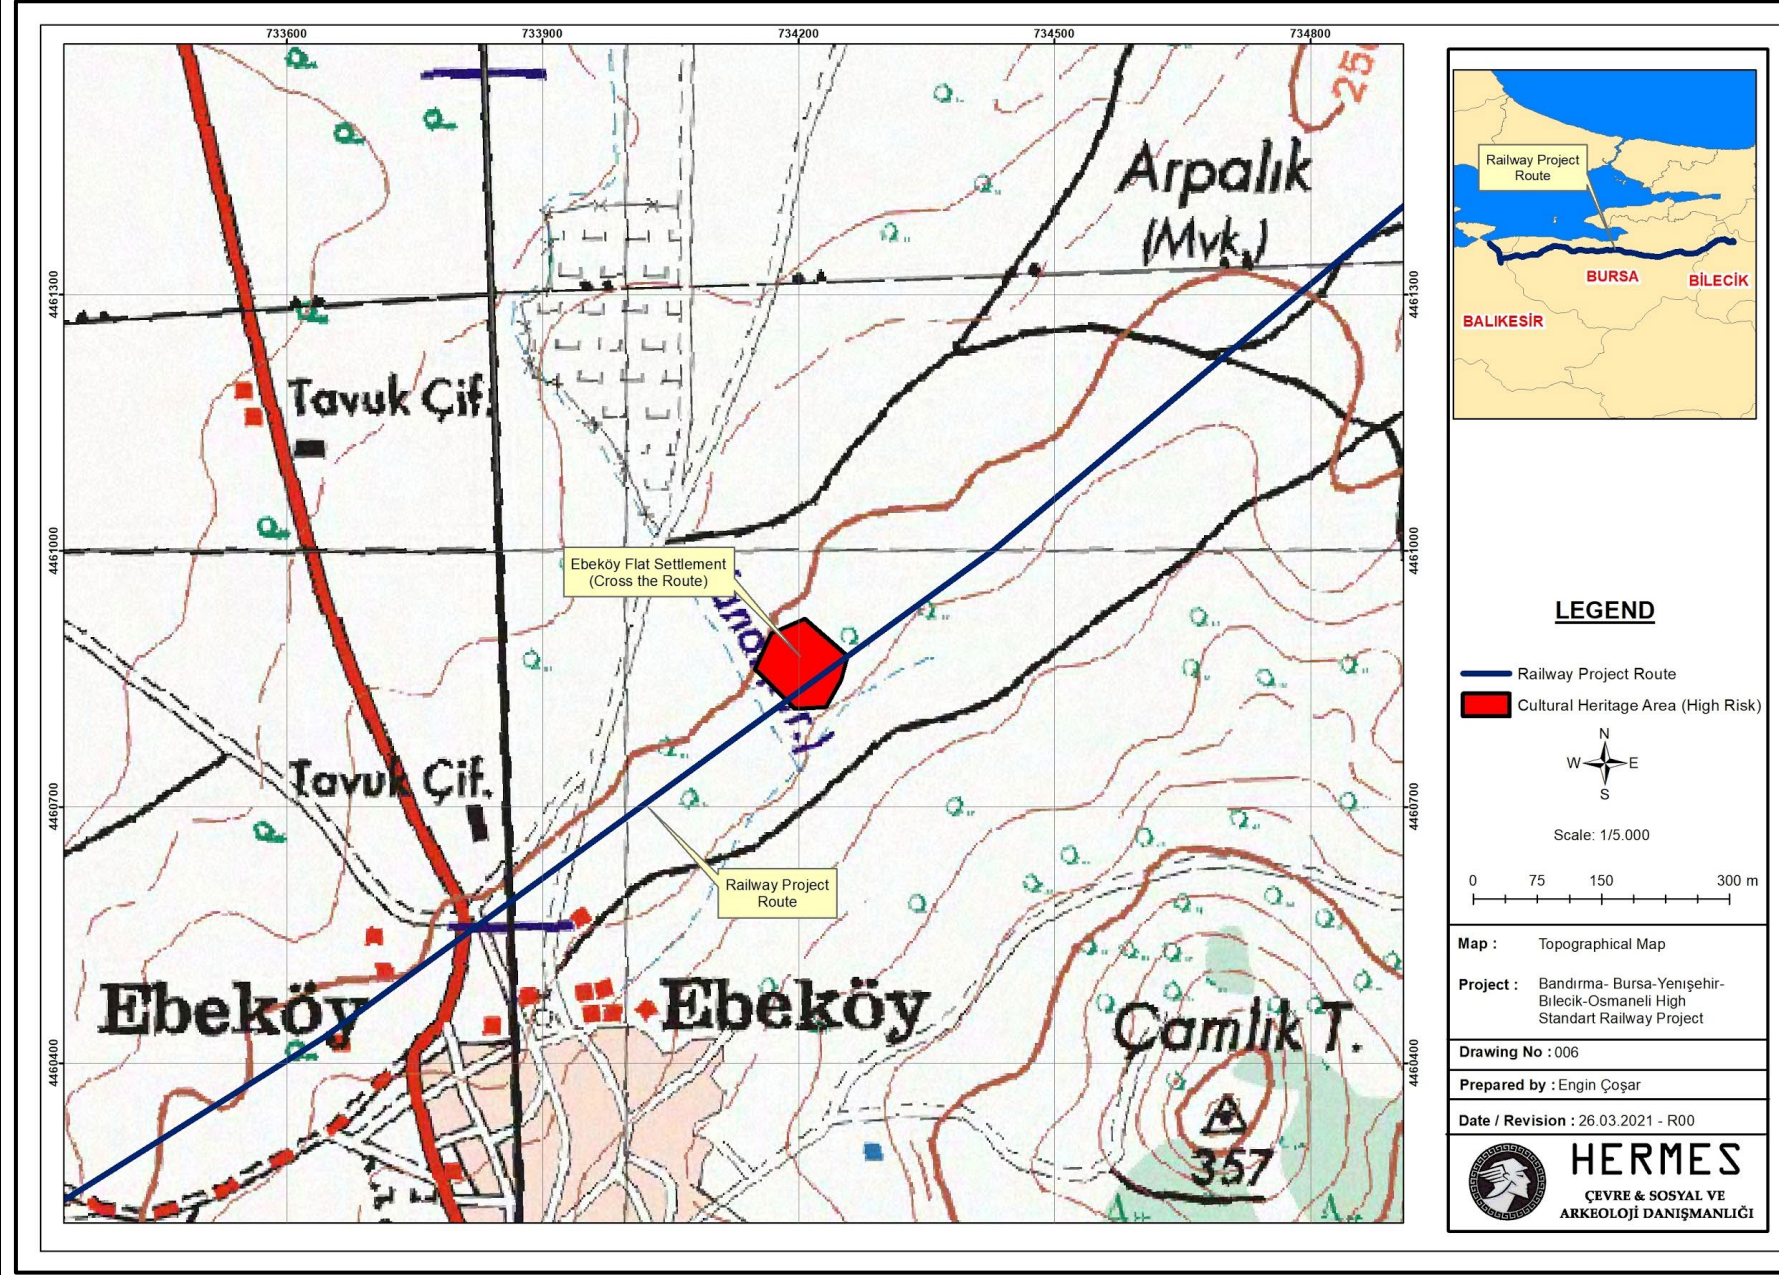 733600
733900
734200
734500
734800
250
Arpalık
(Mvk.)
4461300
4461300
Tavuk Çif.
4461000
4461000
Ebeköy Flat Settlement
(Cross the Route)
Tavuk Çif.
4460700
4460700
Railway Project
Route
Ebeköy
Ebeköy
Çamlık T.
357
4460400
4460400
Railway Project
Route
BURSA
BİLECİK
BALIKESİR
LEGEND
Railway Project Route
Cultural Heritage Area (High Risk)
N
W E
S
Scale: 1/5.000
0 75 150 300 m
Map : Topographical Map
Project : Bandırma- Bursa-Yenışehir-
Bılecik-Osmaneli High
Standart Railway Project
Drawing No : 006
Prepared by : Engin Çoşar
Date / Revision : 26.03.2021 - R00
HERMES
ÇEVRE & SOSYAL VE
ARKEOLOJİ DANIŞMANLIĞI